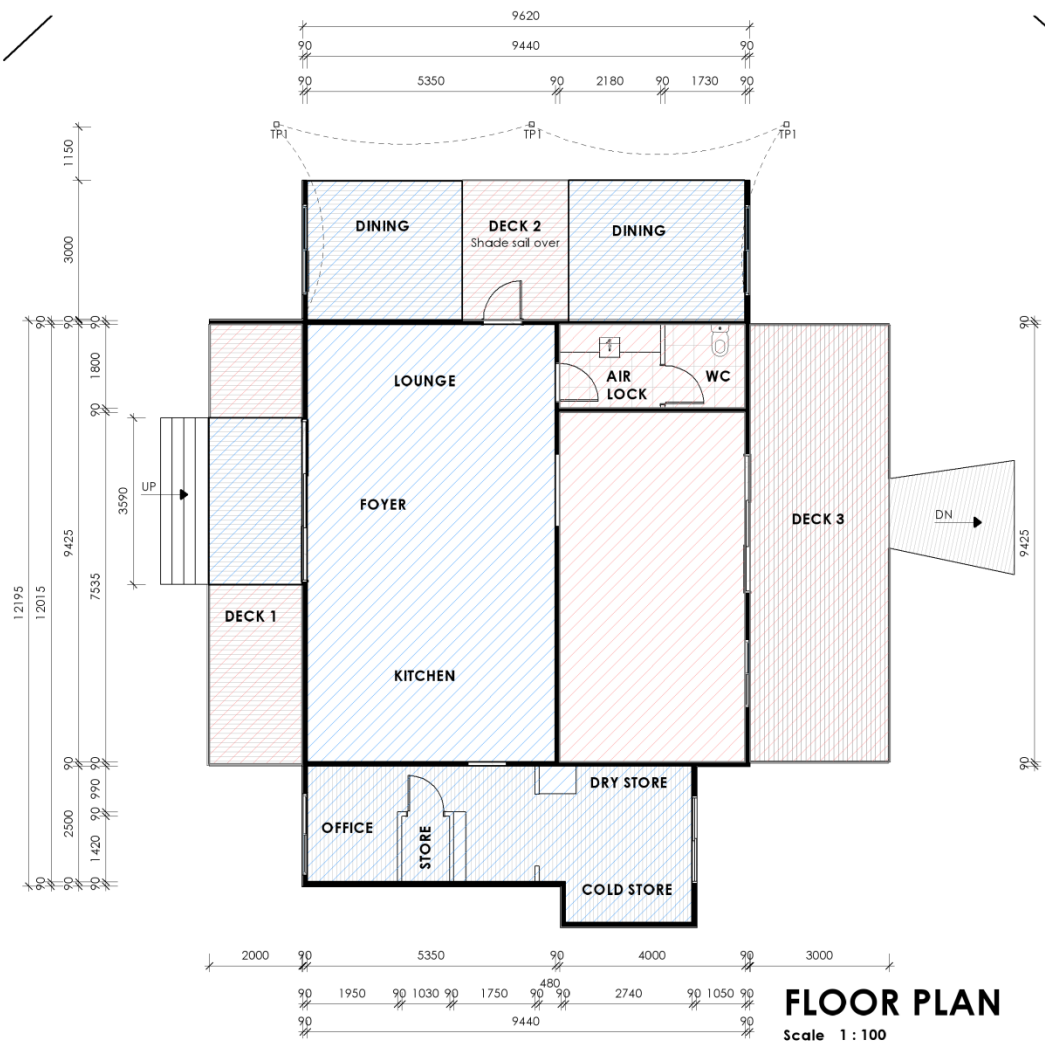 9620
90 9440 90
90 5350 90 2180 90 1730 90
TP1 TP1 TP1
1150
3000
DINING
DECK 2
Shade sail over
DINING
90 90 90 90
90
1800
90
LOUNGE
AIR
LOCK
WC
UP
3590
FOYER
DECK 3
DN
9425
9425
7535
12195
12015
DECK 1
KITCHEN
90 90 90 90
DRY STORE
990
90
2500
1420
OFFICE
STORE
COLD STORE
90 90 90
2000 90 5350 90 4000 90 3000
480
90 1950 90 1030 90 1750 90 90 2740 90 1050 90
90 9440 90
FLOOR PLAN
Scale 1 : 100